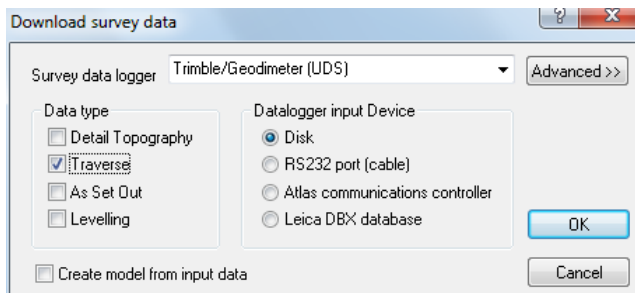 Download survey data
?
X
Survey data logger Trimble/Geodimeter (UDS) Advanced >>
Data type Datalogger input Device
Detail Topography Disk
Traverse RS232 port (cable)
As Set Out Atlas communications controller
Levelling Leica DBX database
OK
Create model from input data Cancel